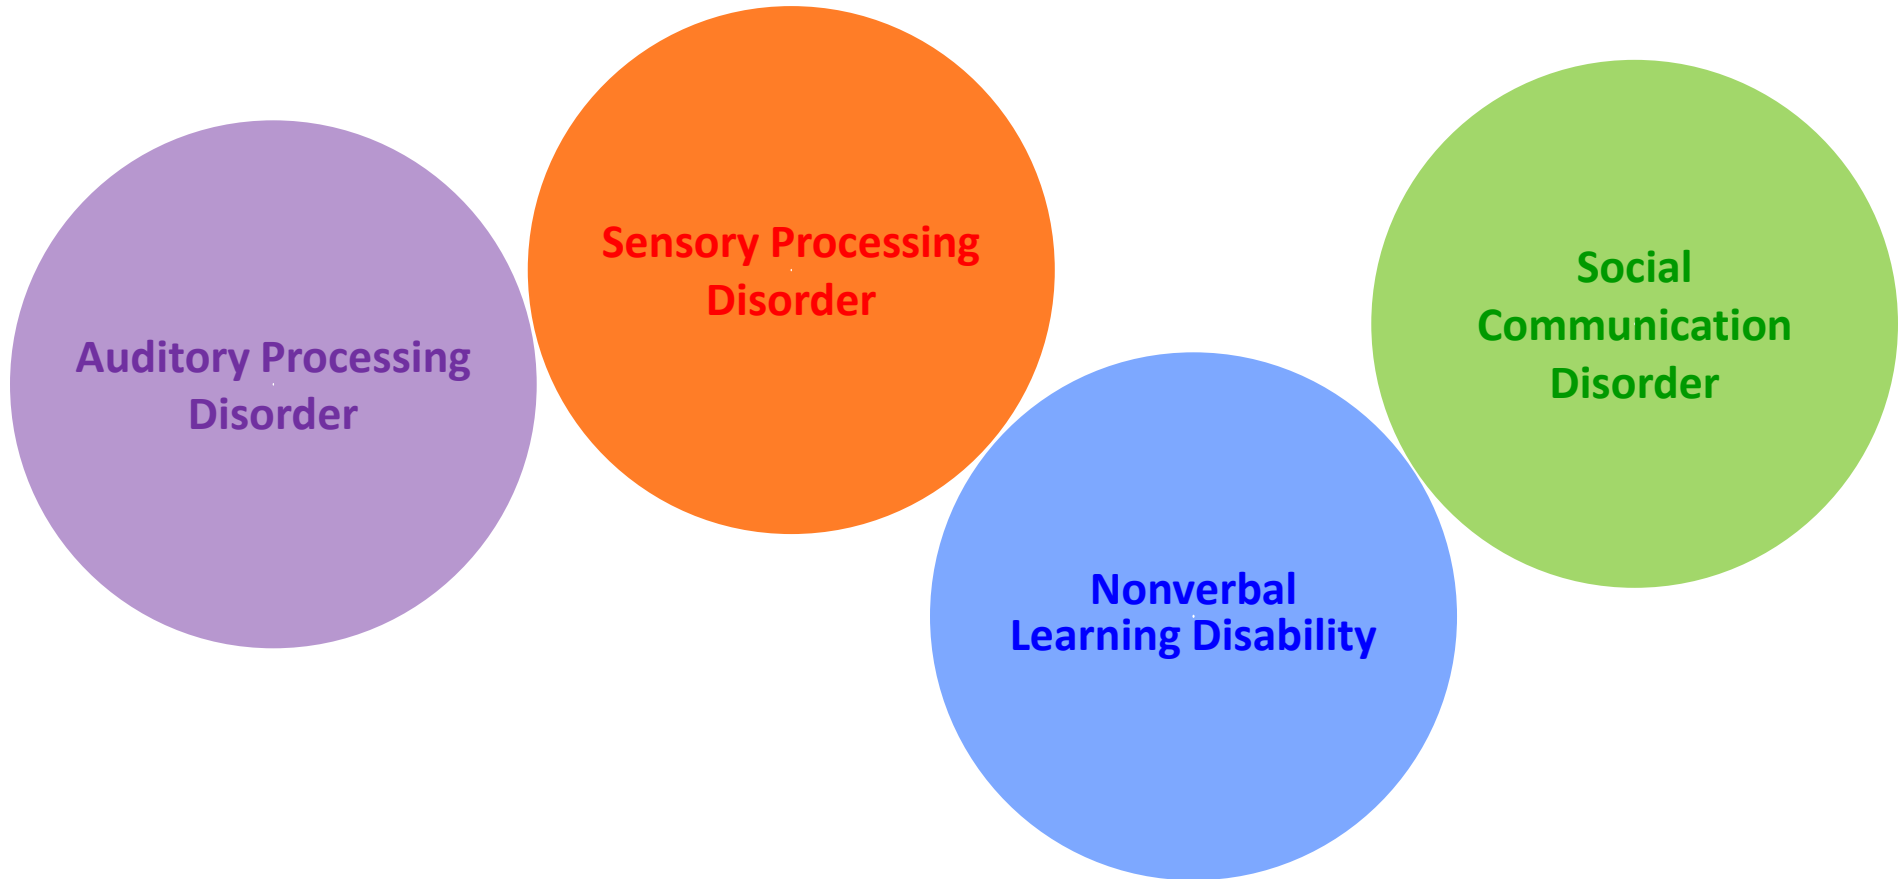 Auditory Processing
Disorder
Sensory Processing
Disorder
Nonverbal
Learning Disability
Social
Communication
Disorder